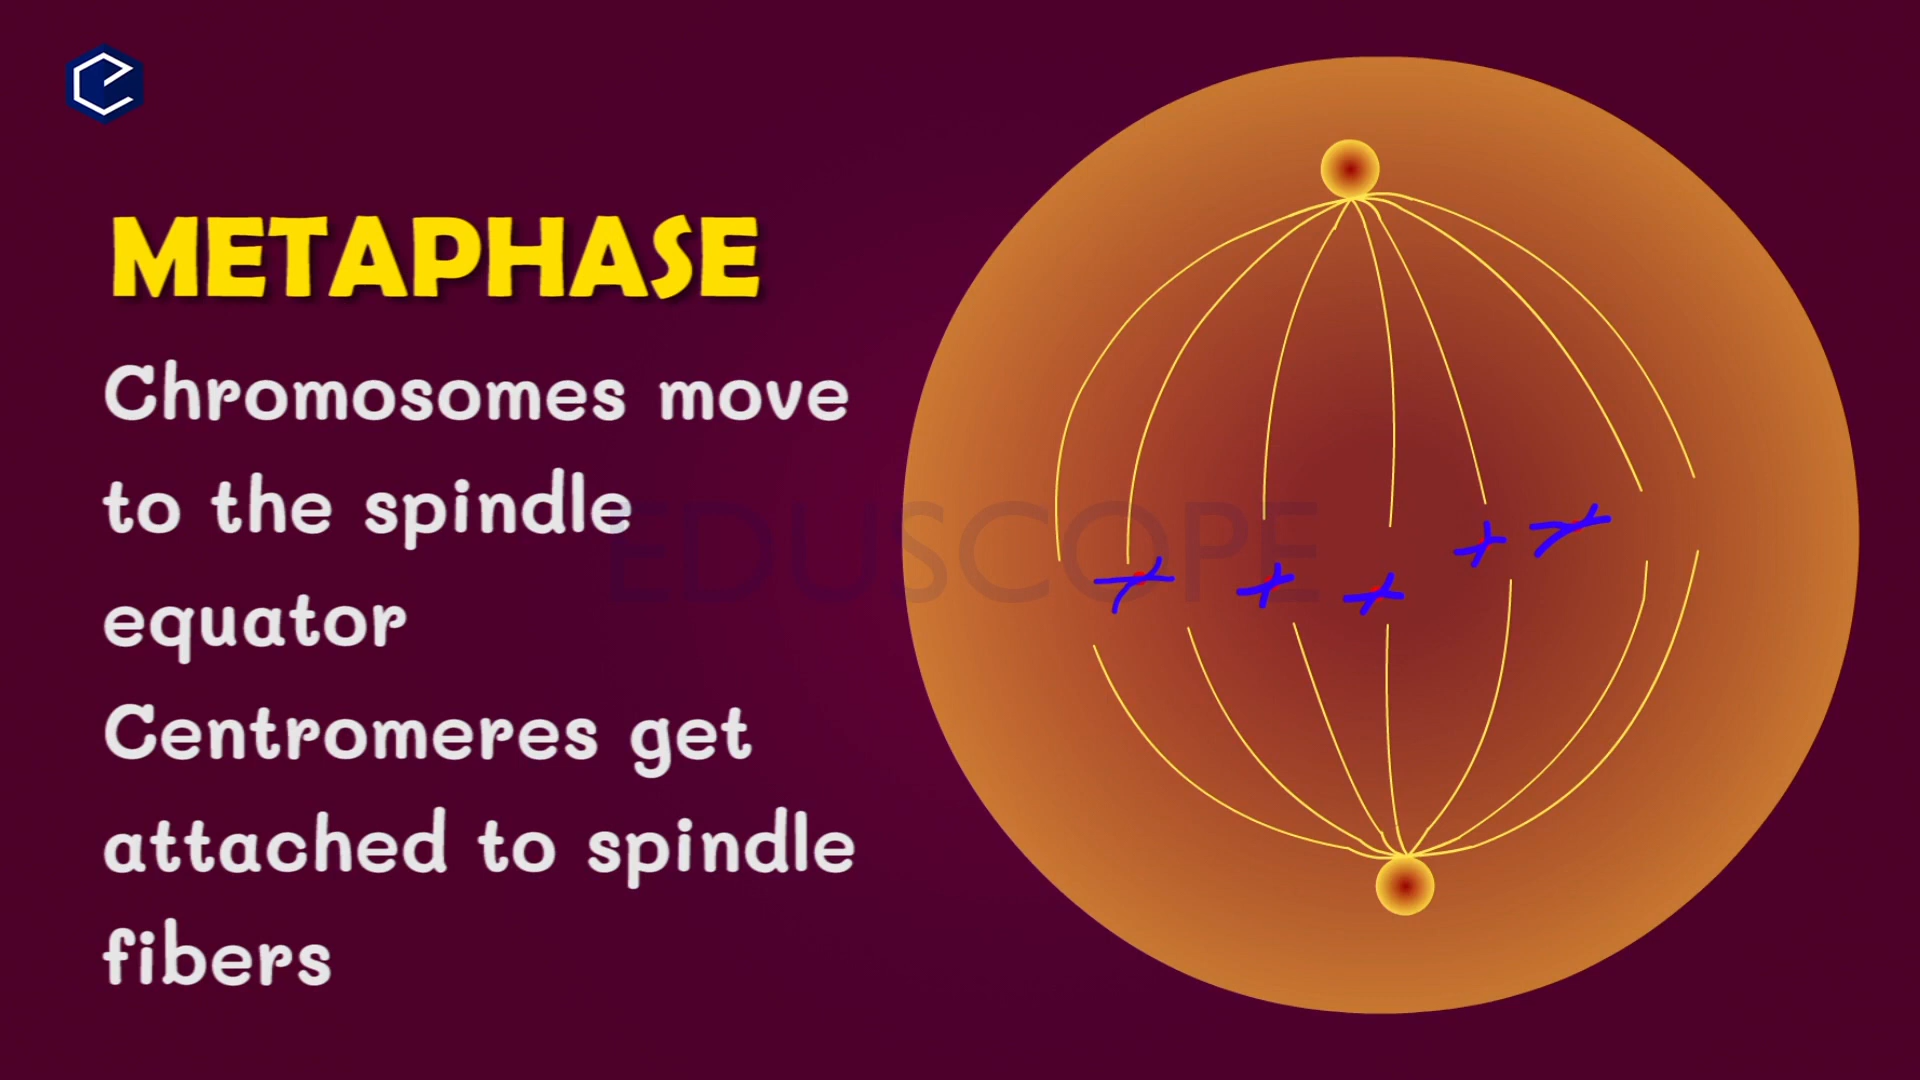 METAPHASE
Chromosomes move
to the spindle
equator
Centromeres get
attached to spindle
fibers
EDUSCOPE